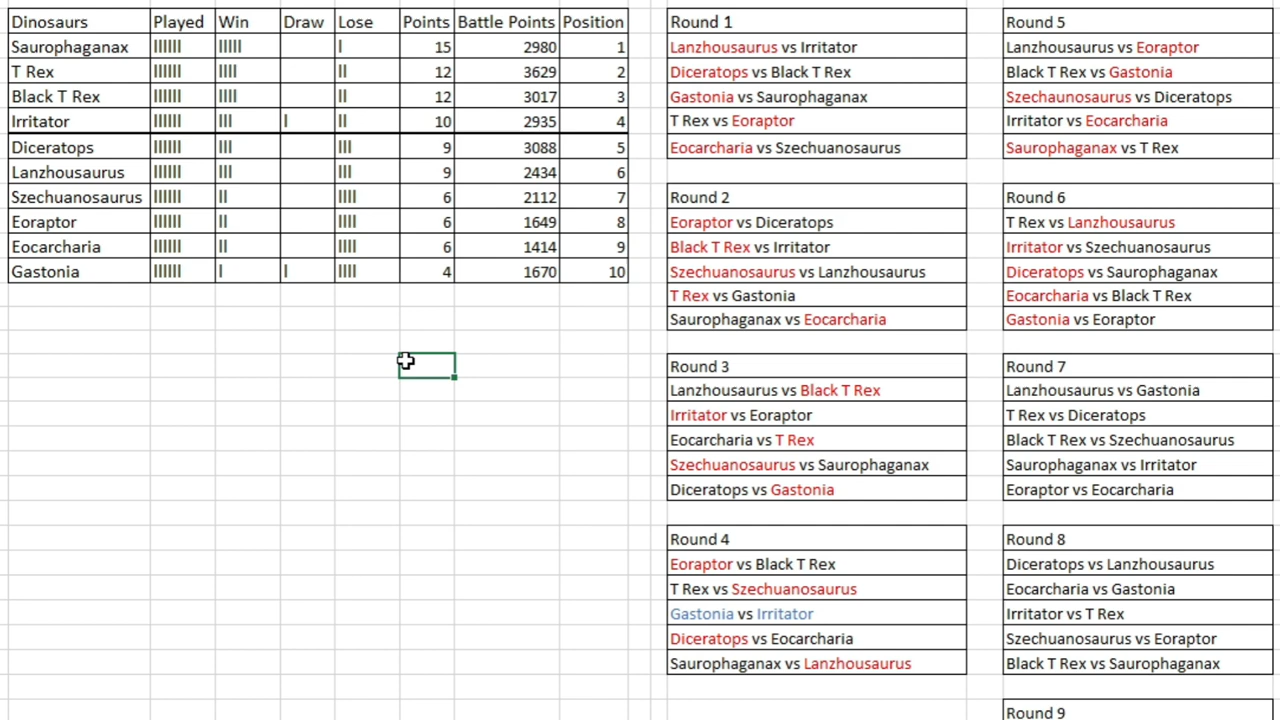 Dinosaurs Played Win Draw Lose Points Battle Points Position
Saurophaganax IIIIII IIIII I 15 2980 1
T Rex IIIIII IIII II 12 3629 2
Black T Rex IIIIII IIII II 12 3017 3
Irritator IIIIII III I II 10 2935 4
Diceratops IIIIII III III 9 3088 5
Lanzhousaurus IIIIII III III 9 2434 6
Szechuanosaurus IIIIII II IIII 6 2112 7
Eoraptor IIIIII II IIII 6 1649 8
Eocarcharia IIIIII II IIII 6 1414 9
Gastonia IIIIII I I IIII 4 1670 10
Round 1
Lanzhousaurus vs Irritator
Diceratops vs Black T Rex
Gastonia vs Saurophaganax
T Rex vs Eoraptor
Eocarcharia vs Szechuanosaurus
Round 2
Eoraptor vs Diceratops
Black T Rex vs Irritator
Szechuanosaurus vs Lanzhousaurus
T Rex vs Gastonia
Saurophaganax vs Eocarcharia
Round 3
Lanzhousaurus vs Black T Rex
Irritator vs Eoraptor
Eocarcharia vs T Rex
Szechuanosaurus vs Saurophaganax
Diceratops vs Gastonia
Round 4
Eoraptor vs Black T Rex
T Rex vs Szechuanosaurus
Gastonia vs Irritator
Diceratops vs Eocarcharia
Saurophaganax vs Lanzhousaurus
Round 5
Lanzhousaurus vs Eoraptor
Black T Rex vs Gastonia
Szechaunosaurus vs Diceratops
Irritator vs Eocarcharia
Saurophaganax vs T Rex
Round 6
T Rex vs Lanzhousaurus
Irritator vs Szechuanosaurus
Diceratops vs Saurophaganax
Eocarcharia vs Black T Rex
Gastonia vs Eoraptor
Round 7
Lanzhousaurus vs Gastonia
T Rex vs Diceratops
Black T Rex vs Szechuanosaurus
Saurophaganax vs Irritator
Eoraptor vs Eocarcharia
Round 8
Diceratops vs Lanzhousaurus
Eocarcharia vs Gastonia
Irritator vs T Rex
Szechuanosaurus vs Eoraptor
Black T Rex vs Saurophaganax
Round 9